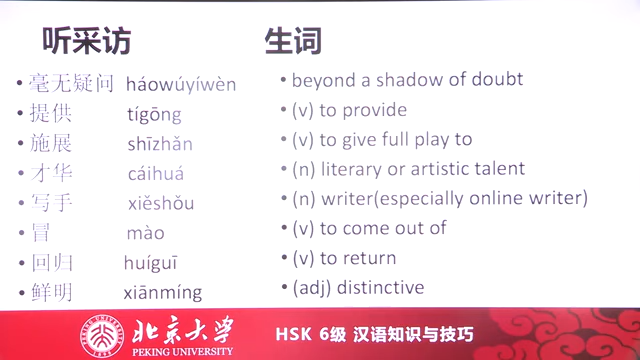 听采访 生词
• 毫无疑问 háowúyíwèn • beyond a shadow of doubt
• 提供 tígōng • (v) to provide
• 施展 shīzhǎn • (v) to give full play to
• 才华 cáihuá • (n) literary or artistic talent
• 写手 xiěshǒu • (n) writer(especially online writer)
• 冒 mào • (v) to come out of
• 回归 huíguī • (v) to return
• 鲜明 xiānmíng • (adj) distinctive
北京大学 HSK 6级 汉语知识与技巧
PEKING UNIVERSITY